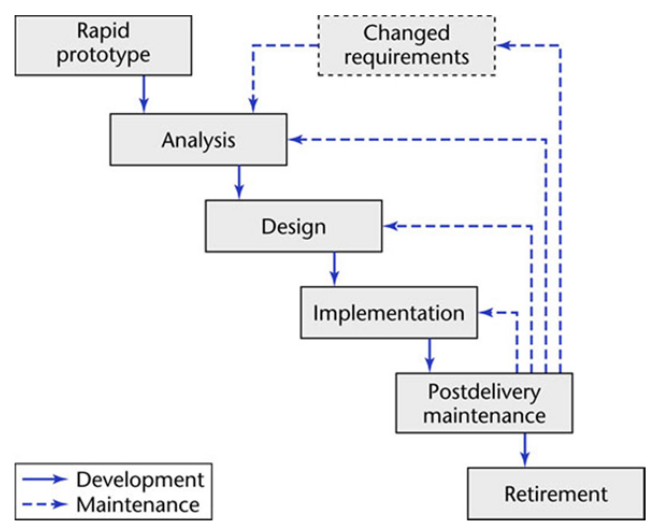 Rapid
prototype
Changed
requirements
Analysis
Design
Implementation
Postdelivery
maintenance
Retirement
Development
Maintenance